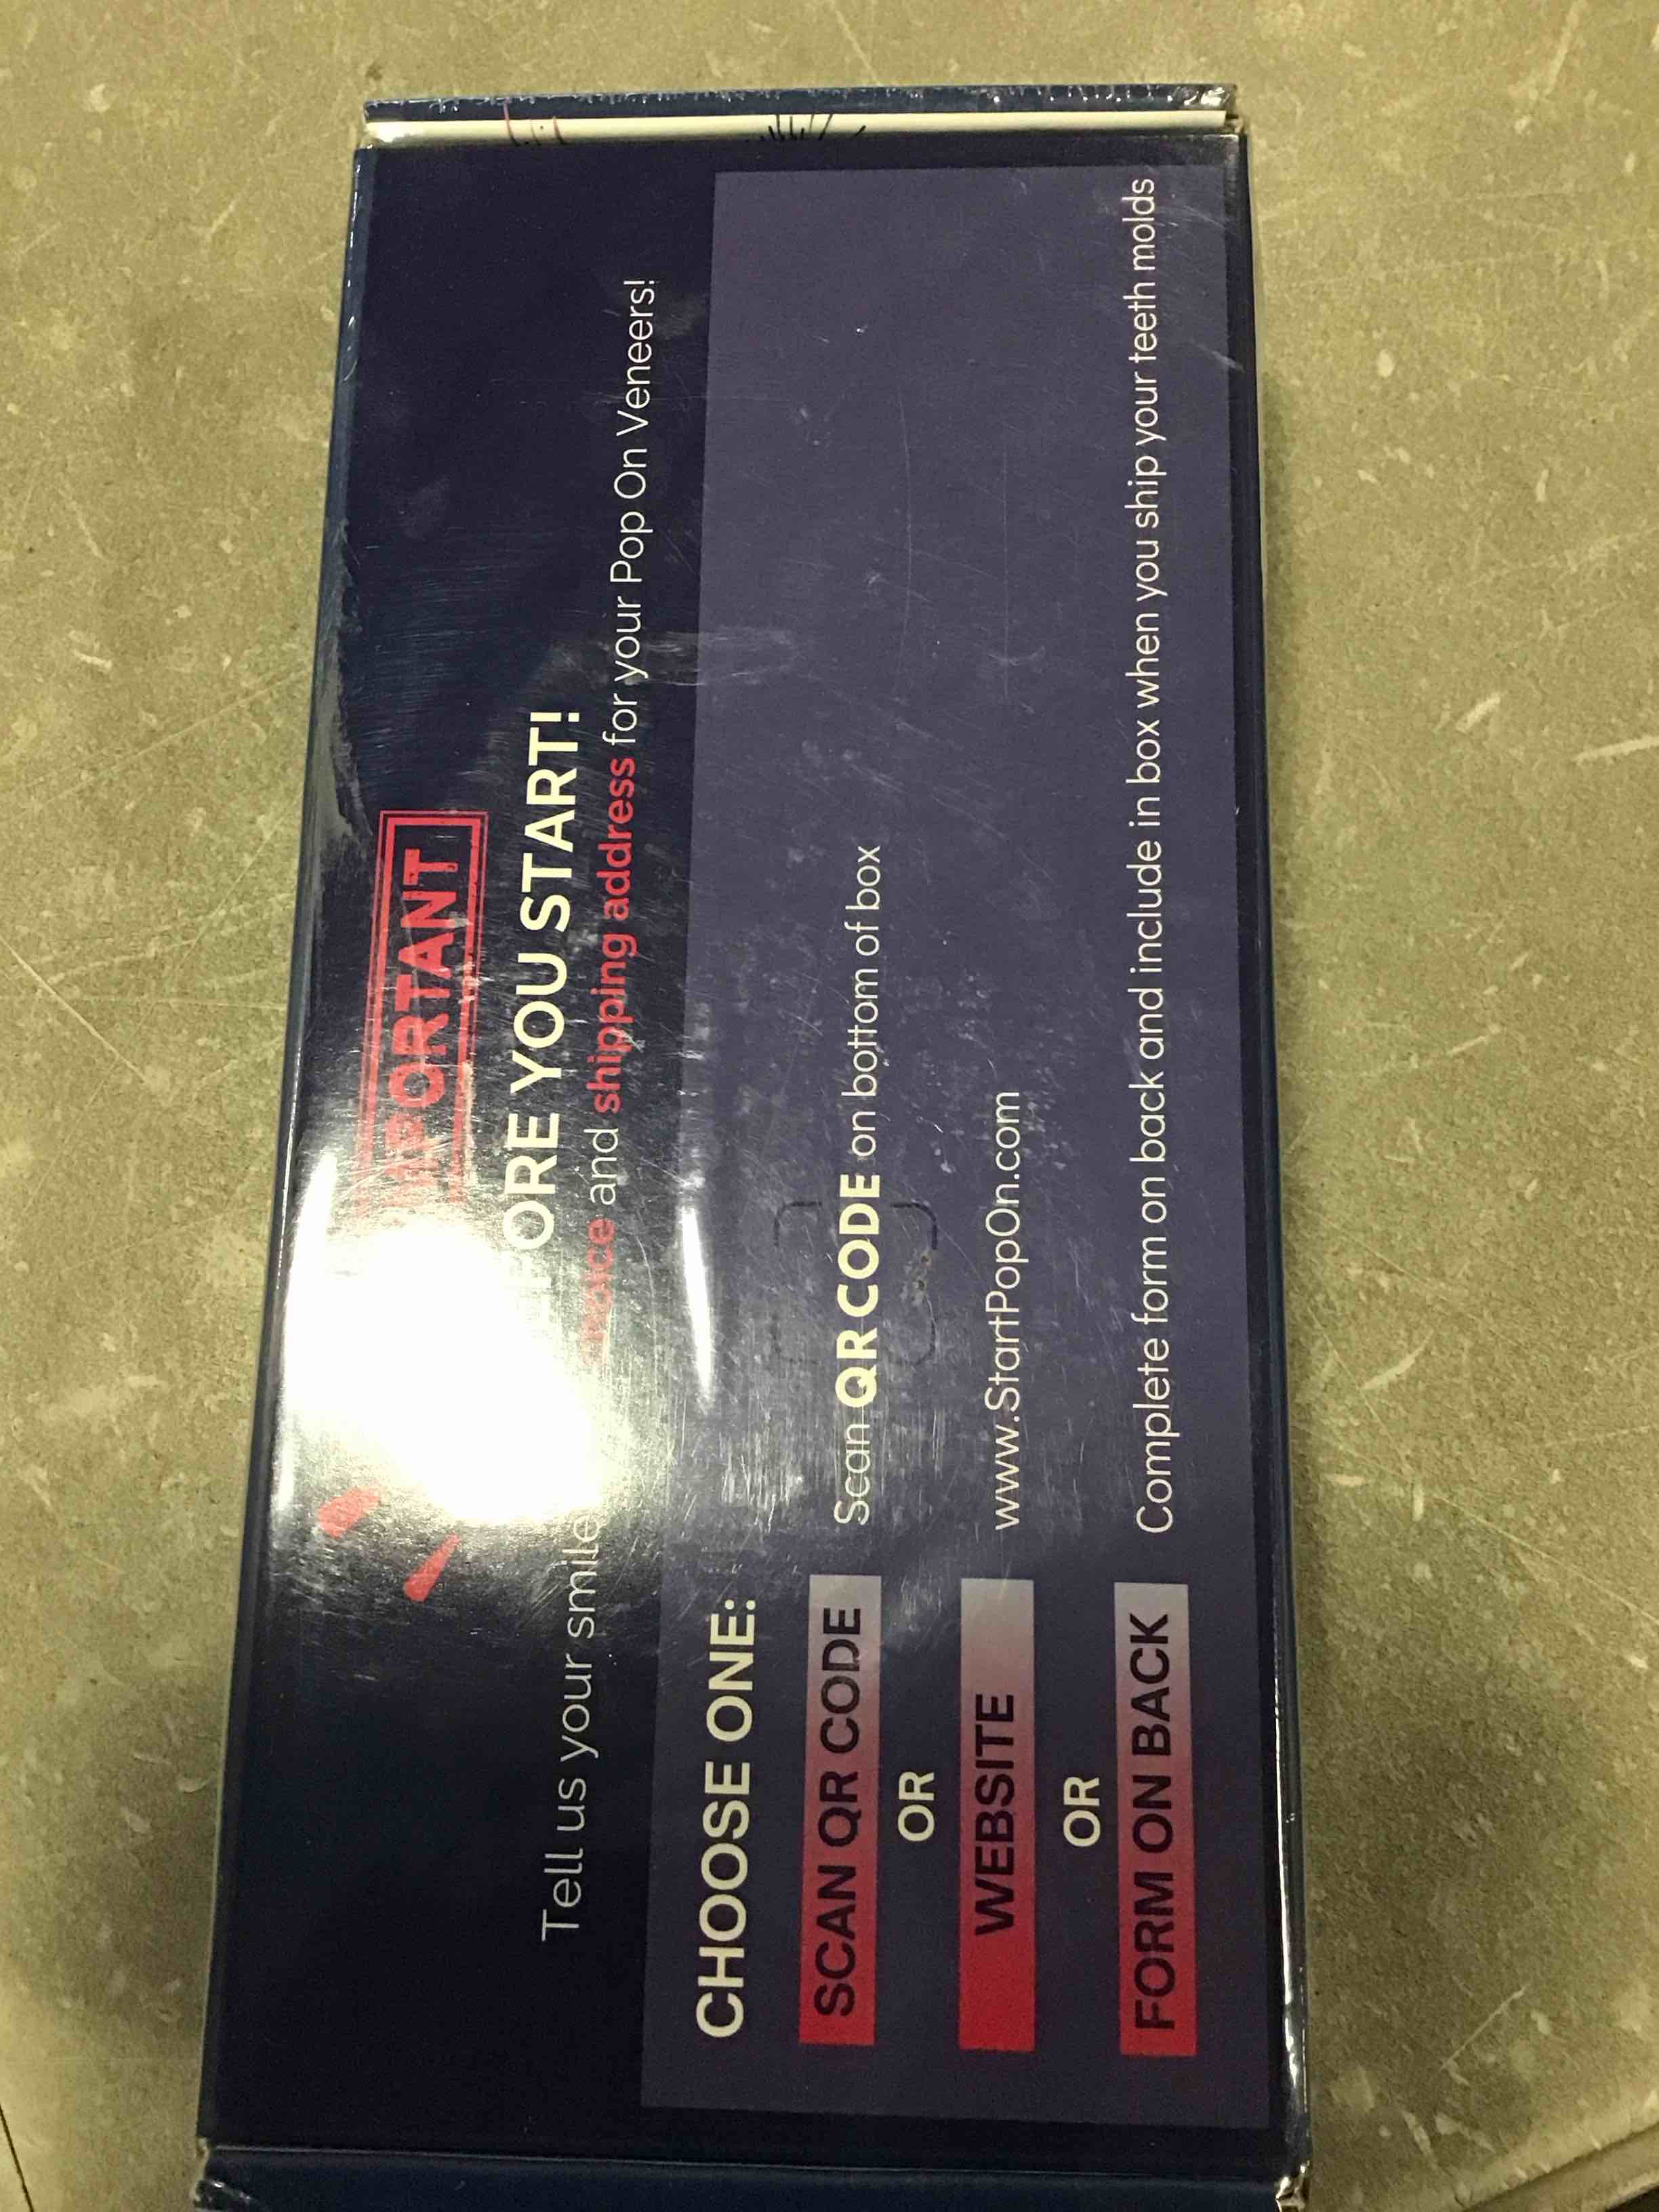 IMPORTANT
ORE YOU START!
Tell us your smile and shipping address for your Pop On Veneers!
CHOOSE ONE:
SCAN QR CODE Scan QR CODE on bottom of box
OR
WEBSITE www.StartPopOn.com
OR
FORM ON BACK Complete form on back and include in box when you ship your teeth molds